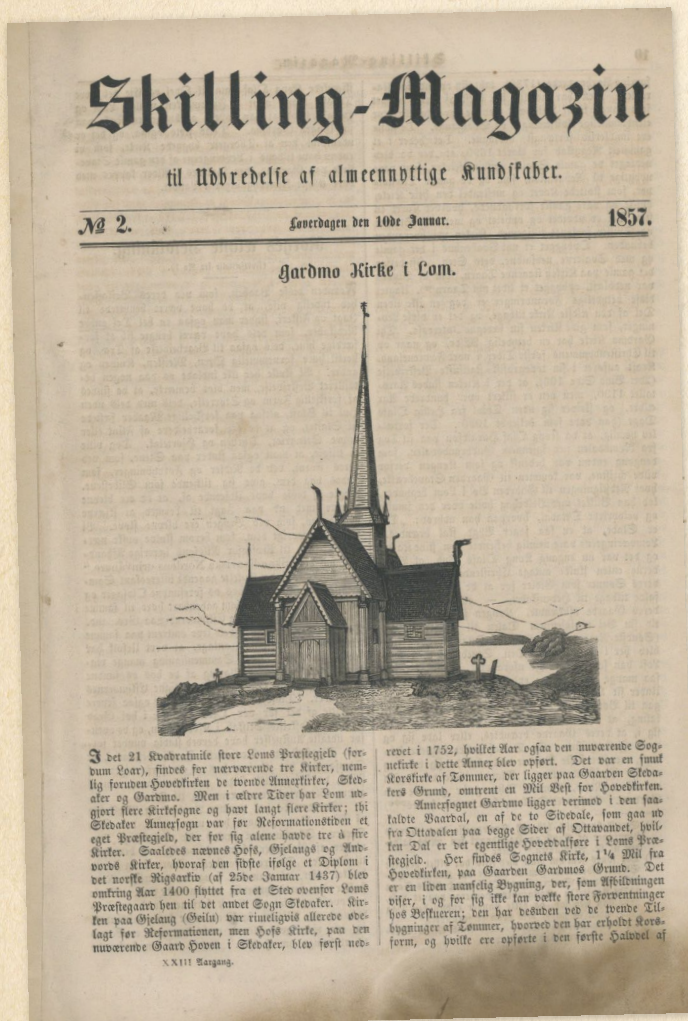 Skilling-Magazin
til Udbredelse af almeennyttige Kundskaber.
№ 2.
Løverdagen den 10de Januar.
1857.
Gardmo Kirke i Lom.
I det 21 Kvadratmile store Loms Præstegjeld (for-
dum Loar), findes for nærværende tre Kirker, nem-
lig foruden Hovedkirken de tvende Annexkirker, Sked-
aker og Gardmo. Men i ældre Tider har Lom ud-
gjort flere Kirkesogne og havt langt flere Kirker; thi
Skedaker Annexsogn var før Reformationstiden et
eget Præstegjeld, der for sig alene havde tre à fire
Kirker. Saaledes nævnes Hofs, Gjelangs og And-
vords Kirker, hvoraf den sidste ifølge et Diplom i
det norske Rigsarkiv (af 25de Januar 1437) blev
omkring Aar 1400 flyttet fra et Sted ovenfor Loms
Præstegaard hen til det andet Sogn Skedaker. Kir-
ken paa Gjelang (Geilu) var rimeligvis allerede øde-
lagt før Reformationen, men Hofs Kirke, paa den
nuværende Gaard Hoven i Skedaker, blev først ned-
XXIII Aargang.
revet i 1752, hvilket Aar ogsaa den nuværende Sog-
nekirke i dette Annex blev opført. Det var en smuk
Korskirke af Tømmer, der ligger paa Gaarden Skeda-
kers Grund, omtrent en Mil Vest for Hovedkirken.
Annexsognet Gardmo ligger derimod i den saa-
kaldte Vaardal, en af de to Sidedale, som gaa ud
fra Ottadalen paa begge Sider af Ottavandet, hvil-
ken Dal er det egentlige Hoveddalføre i Loms Præ-
stegjeld. Her findes Sognets Kirke, 1¼ Mil fra
Hovedkirken, paa Gaarden Gardmos Grund. Det
er en liden uanselig Bygning, der, som Afbildningen
viser, i og for sig ikke kan vække store Forventninger
hos Beskueren; den har desuden ved de tvende Til-
bygninger af Tømmer, hvorved den har erholdt Kors-
form, og hvilke ere opførte i den første Halvdel af